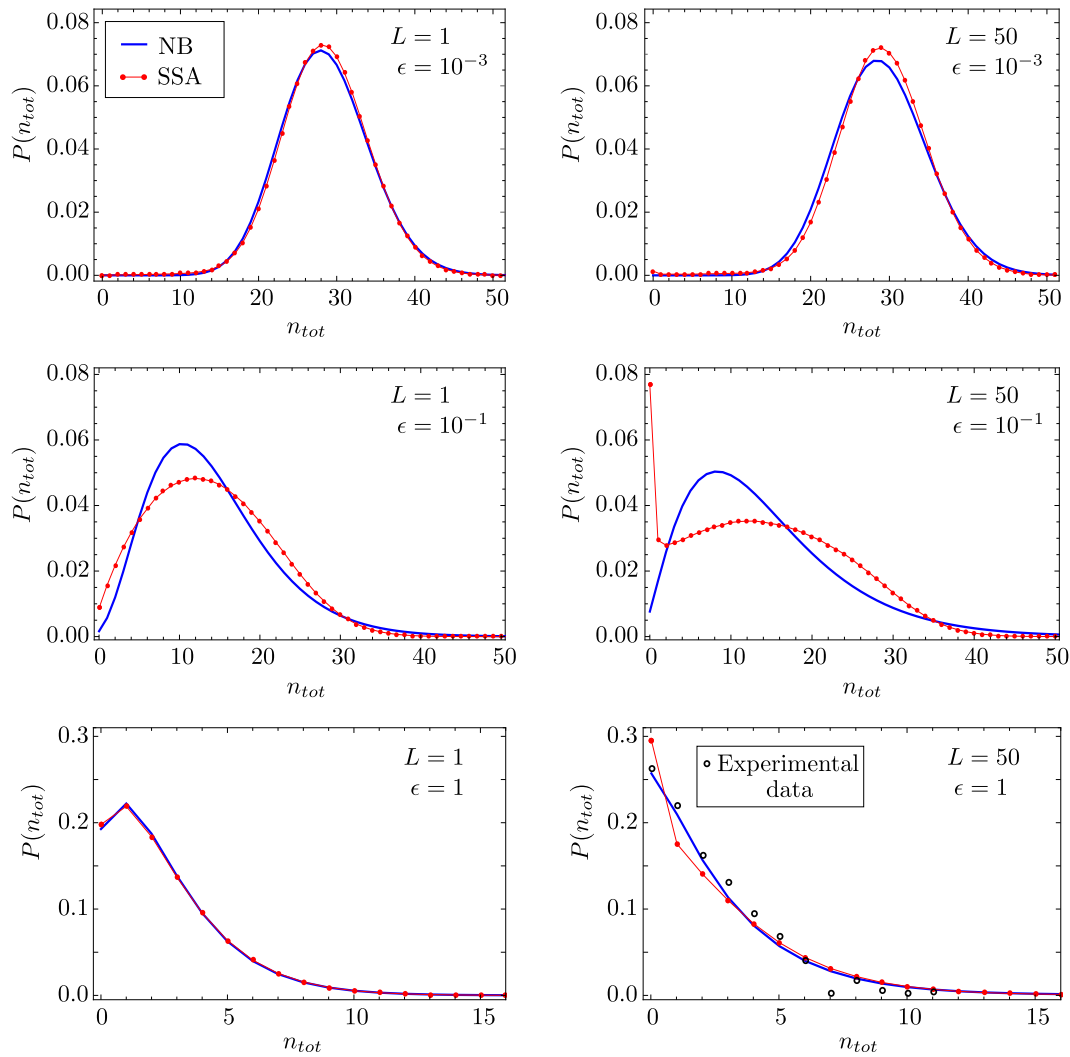 0.08
0.06
0.04
0.02
0.00
P(n_tot)
NB
SSA
L = 1
ϵ = 10⁻³
0 10 20 30 40 50
n_tot
0.08
0.06
0.04
0.02
0.00
P(n_tot)
L = 50
ϵ = 10⁻³
0 10 20 30 40 50
n_tot
0.08
0.06
0.04
0.02
0.00
P(n_tot)
L = 1
ϵ = 10⁻¹
0 10 20 30 40 50
n_tot
0.08
0.06
0.04
0.02
0.00
P(n_tot)
L = 50
ϵ = 10⁻¹
0 10 20 30 40 50
n_tot
0.3
0.2
0.1
0.0
P(n_tot)
L = 1
ϵ = 1
0 5 10 15
n_tot
0.3
0.2
0.1
0.0
P(n_tot)
Experimental
data
L = 50
ϵ = 1
0 5 10 15
n_tot